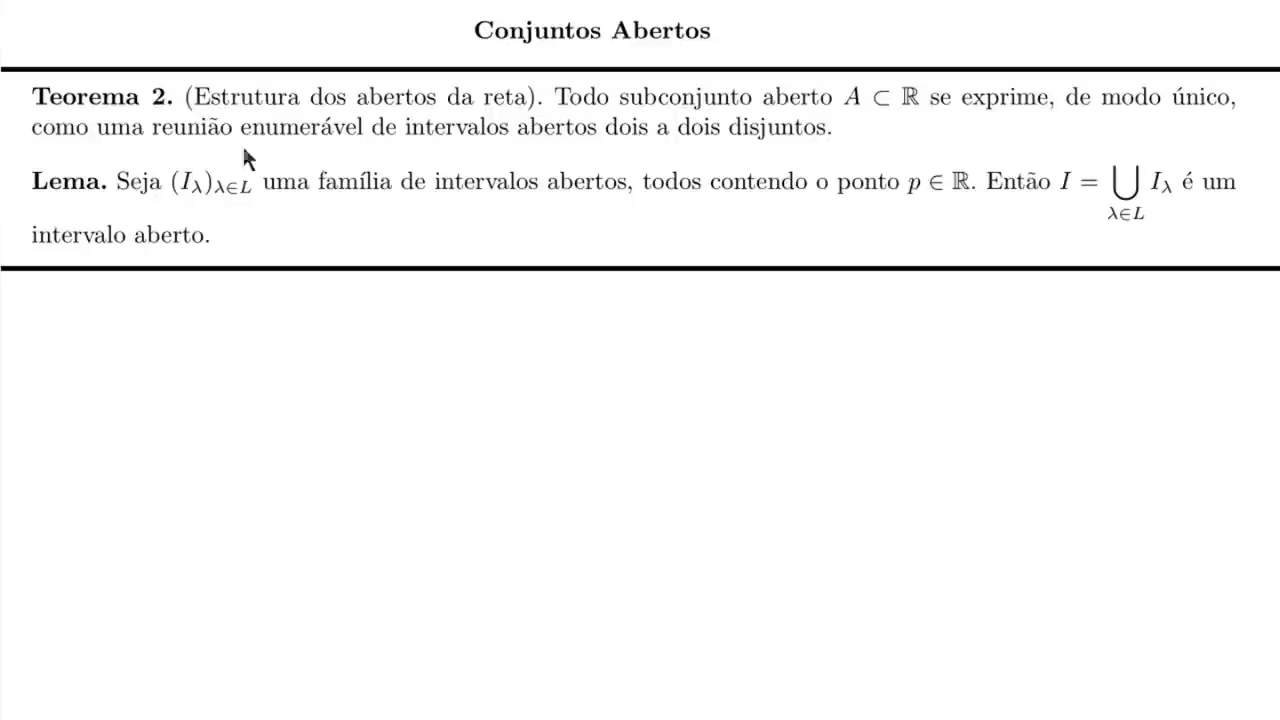 Conjuntos Abertos
Teorema 2. (Estrutura dos abertos da reta). Todo subconjunto aberto A ⊂ ℝ se exprime, de modo único,
como uma reunião enumerável de intervalos abertos dois a dois disjuntos.
Lema. Seja (I_λ)_{λ∈L} uma família de intervalos abertos, todos contendo o ponto p ∈ ℝ. Então I = ⋃_{λ∈L} I_λ é um
intervalo aberto.